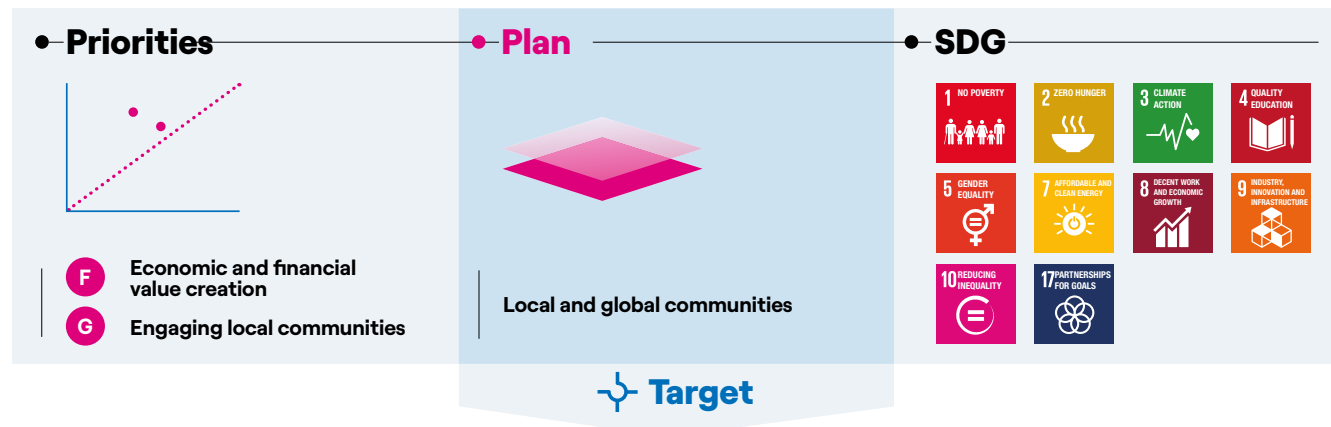 Priorities
Plan
SDG
F
Economic and financial
value creation
G
Engaging local communities
Local and global communities
1 NO POVERTY
2 ZERO HUNGER
3 CLIMATE
ACTION
4 QUALITY
EDUCATION
5 GENDER
EQUALITY
7 AFFORDABLE AND
CLEAN ENERGY
8 DECENT WORK
AND ECONOMIC
GROWTH
9 INDUSTRY,
INNOVATION AND
INFRASTRUCTURE
10 REDUCING
INEQUALITY
17 PARTNERSHIPS
FOR GOALS
Target